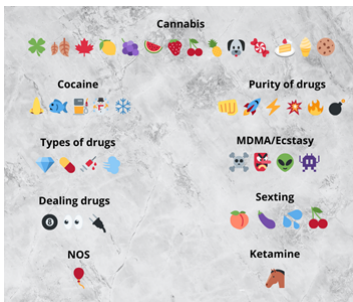 Cannabis
Cocaine
Purity of drugs
Types of drugs
MDMA/Ecstasy
Dealing drugs
Sexting
NOS
Ketamine